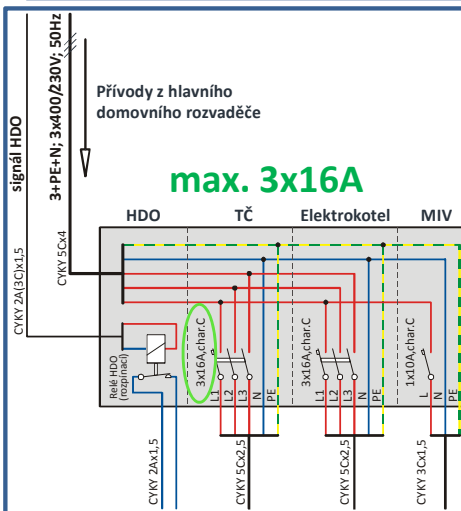 signál HDO
3+PE+N; 3x400/230V; 50Hz
Přívody z hlavního
domovního rozvaděče
max. 3x16A
HDO
TČ
Elektrokotel
MIV
CYKY 2A(3C)x1,5
CYKY 5Cx4
Relé HDO
(rozpínací)
3x16A,char.C
L1
L2
L3
N
PE
3x16A,char.C
L1
L2
L3
N
PE
1x10A,char.C
L
N
PE
CYKY 2Ax1,5
CYKY 5Cx2,5
CYKY 5Cx2,5
CYKY 3Cx1,5